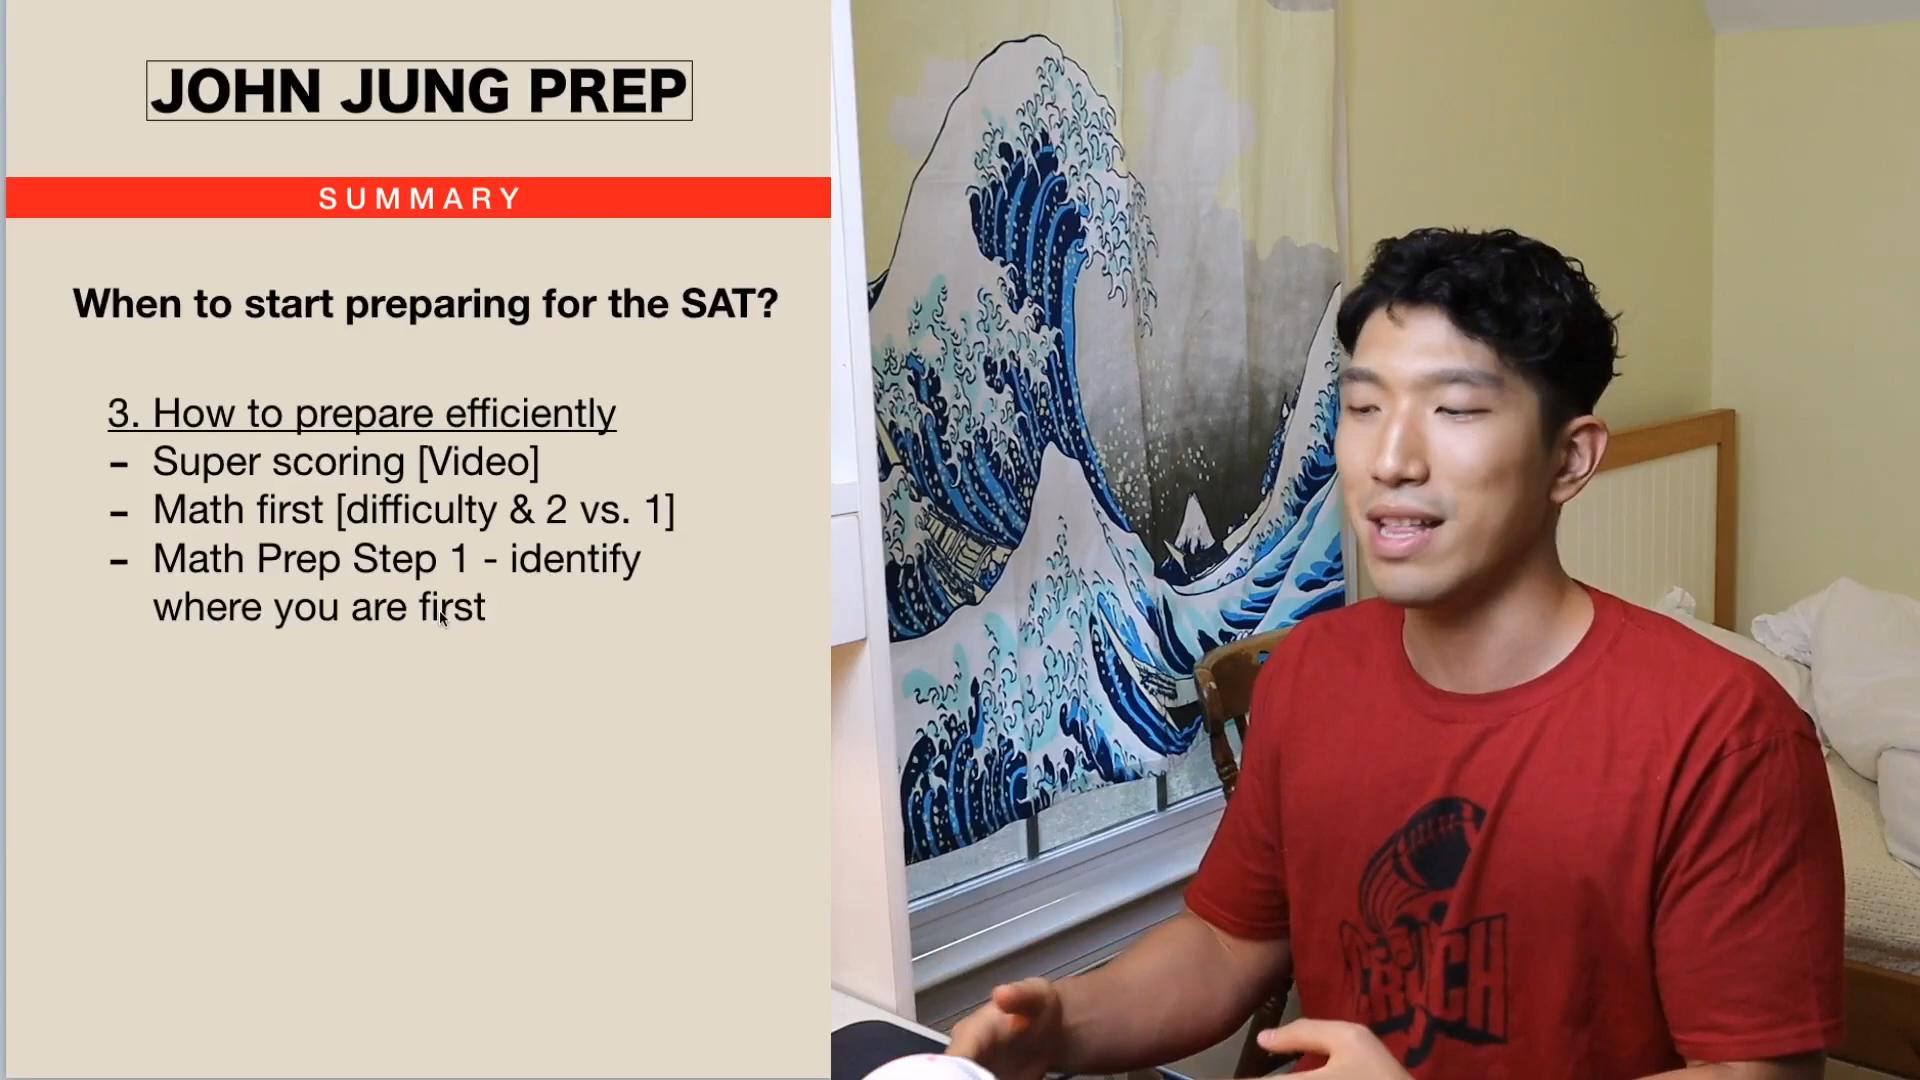 JOHN JUNG PREP
SUMMARY
When to start preparing for the SAT?
3. How to prepare efficiently
- Super scoring [Video]
- Math first [difficulty & 2 vs. 1]
- Math Prep Step 1 - identify
where you are first